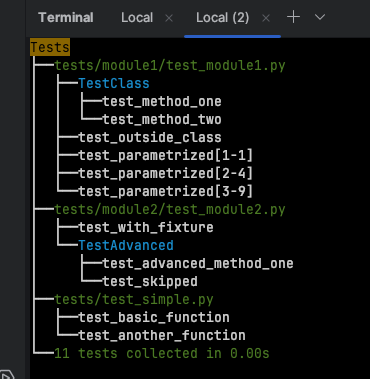 Terminal Local × Local (2) ×
Tests
tests/module1/test_module1.py
TestClass
test_method_one
test_method_two
test_outside_class
test_parametrized[1-1]
test_parametrized[2-4]
test_parametrized[3-9]
tests/module2/test_module2.py
test_with_fixture
TestAdvanced
test_advanced_method_one
test_skipped
tests/test_simple.py
test_basic_function
test_another_function
11 tests collected in 0.00s